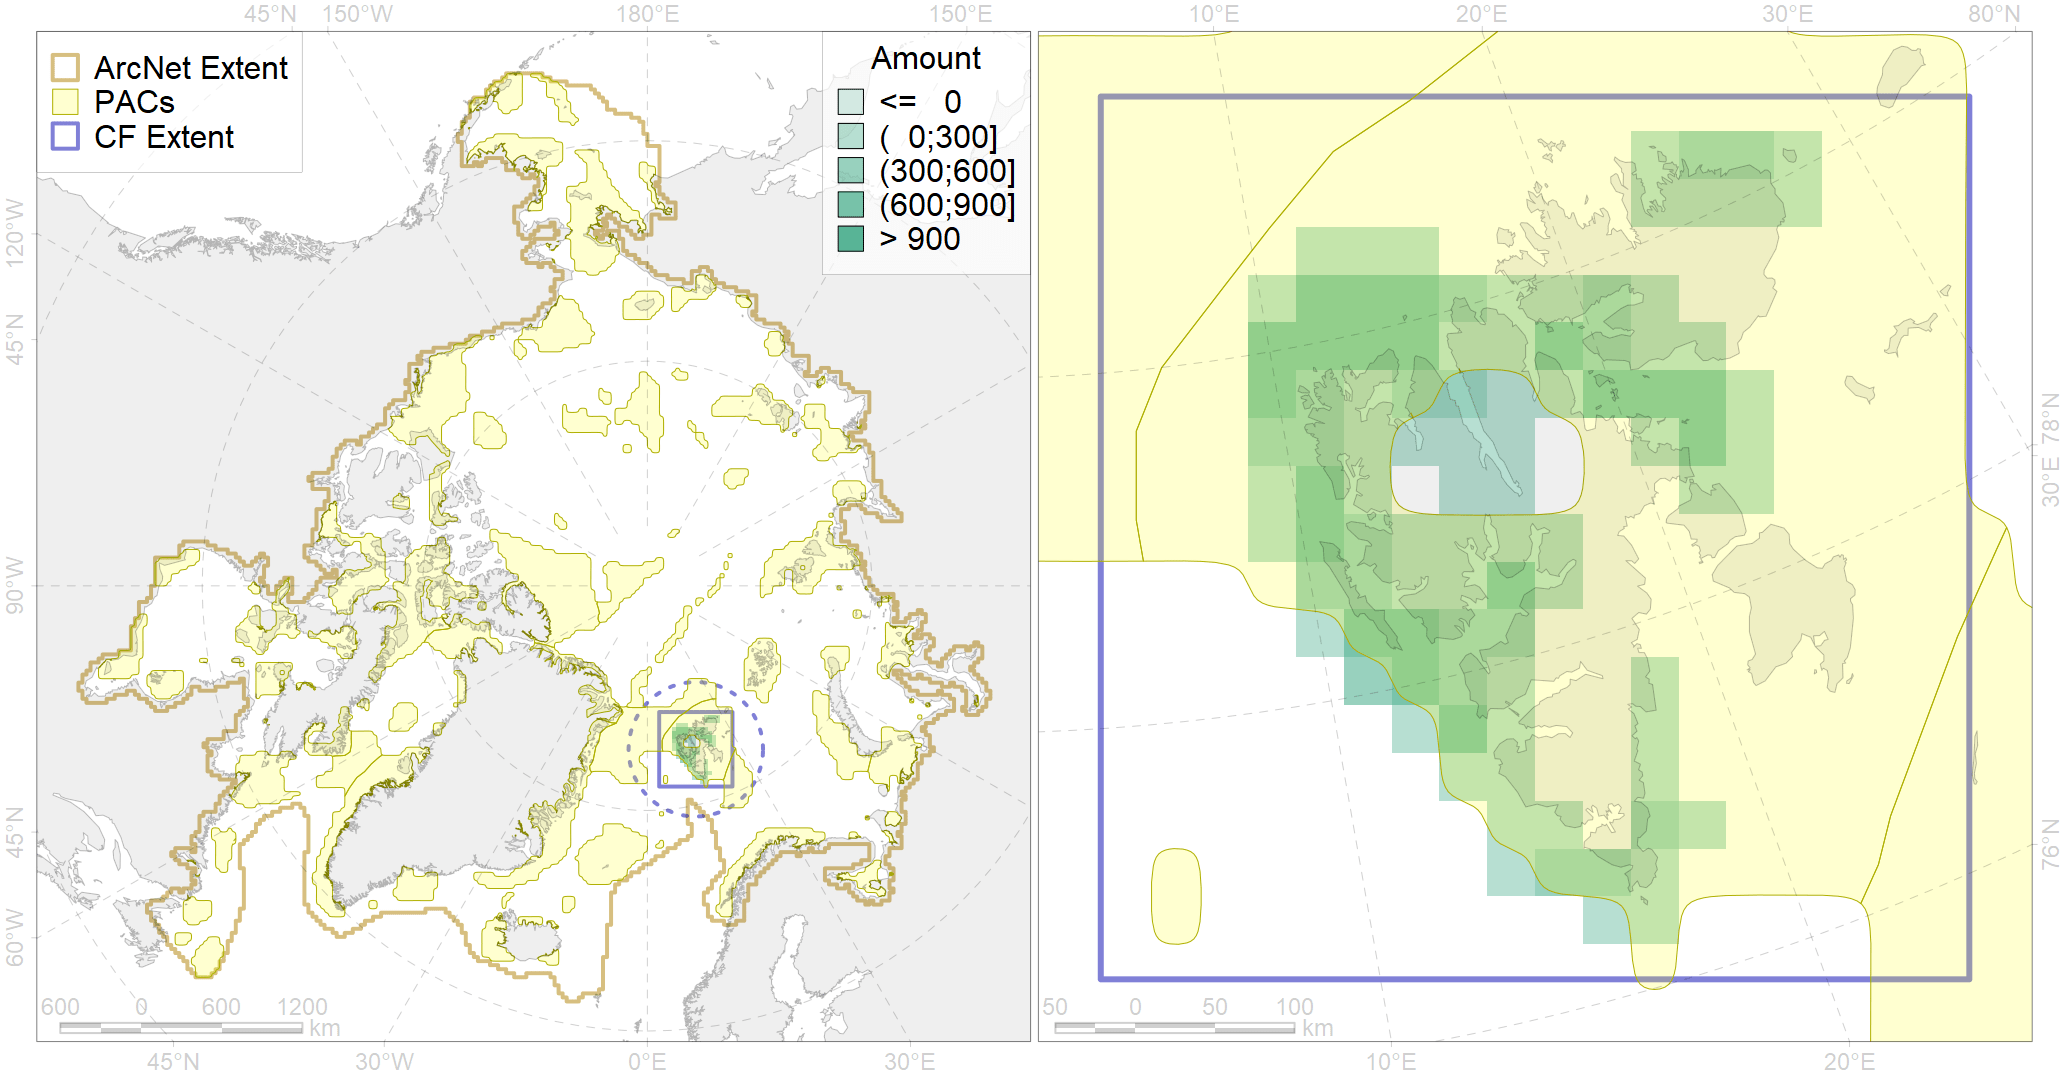 45°N 150°W 180°E 150°E 10°E 20°E 30°E 80°N
ArcNet Extent
PACs
CF Extent
Amount
<= 0
( 0;300]
(300;600]
(600;900]
> 900
120°W
45°N
90°W
45°N
60°W
78°N
30°E
76°N
600 0 600 1200
km
50 0 50 100
km
45°N 30°W 0°E 30°E 10°E 20°E